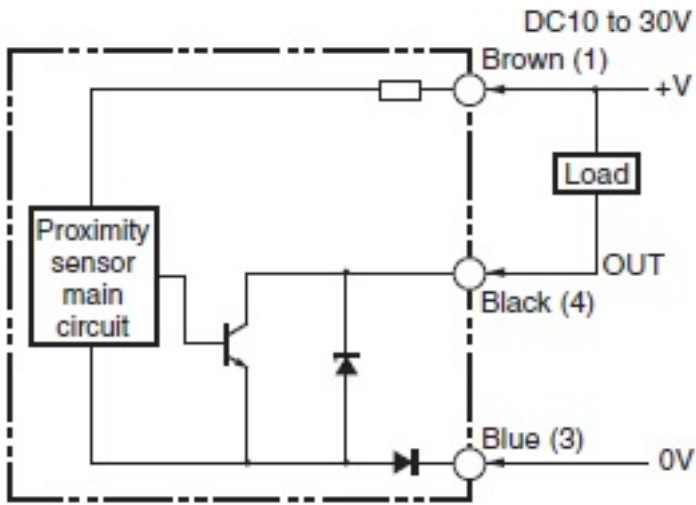 DC10 to 30V
Brown (1)
+V
Load
Proximity
sensor
main
circuit
OUT
Black (4)
Blue (3)
0V